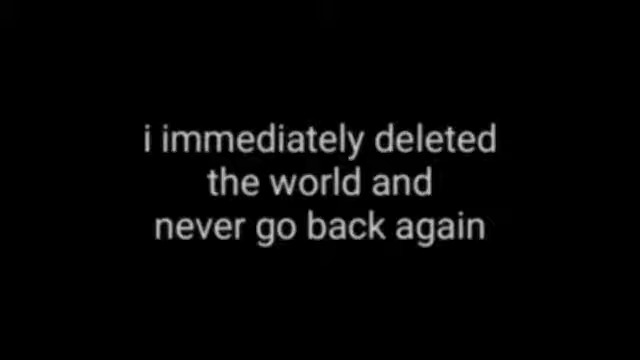 i immediately deleted
the world and
never go back again